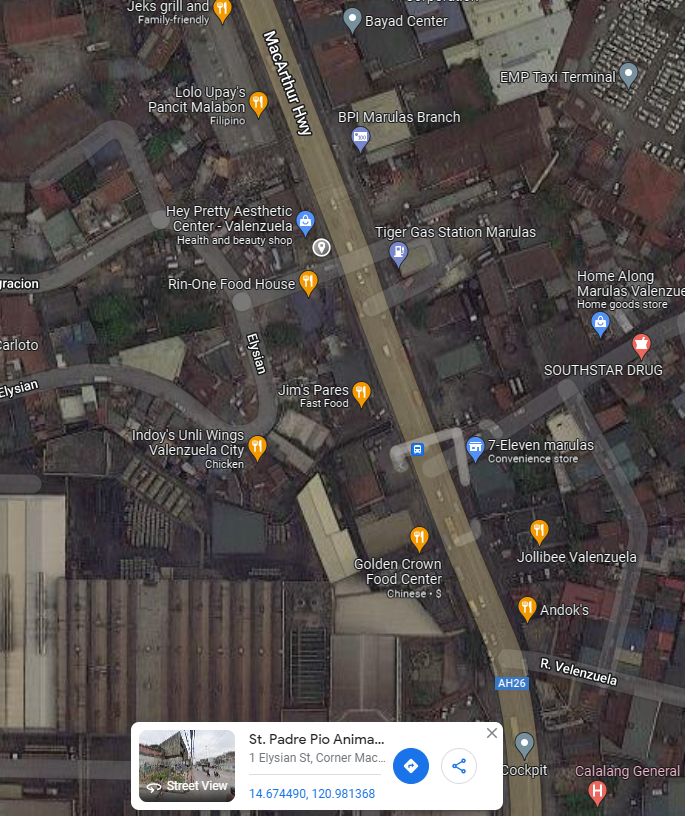 Jeks grill and
Family-friendly
Bayad Center
MacArthur Hwy
EMP Taxi Terminal
Lolo Upay's
Pancit Malabon
Filipino
BPI Marulas Branch
Hey Pretty Aesthetic
Center - Valenzuela
Health and beauty shop
Tiger Gas Station Marulas
Rin-One Food House
gracion
Home Along
Marulas Valenzue
Home goods store
Carloto
Elysian
SOUTHSTAR DRUG
Elysian
Jim's Pares
Fast Food
Indoy's Unli Wings
Valenzuela City
Chicken
7-Eleven marulas
Convenience store
Golden Crown
Food Center
Chinese • $
Jollibee Valenzuela
Andok's
R. Velenzuela
AH26
St. Padre Pio Anima...
1 Elysian St, Corner Mac...
Street View
14.674490, 120.981368
Cockpit
Calalang General
H